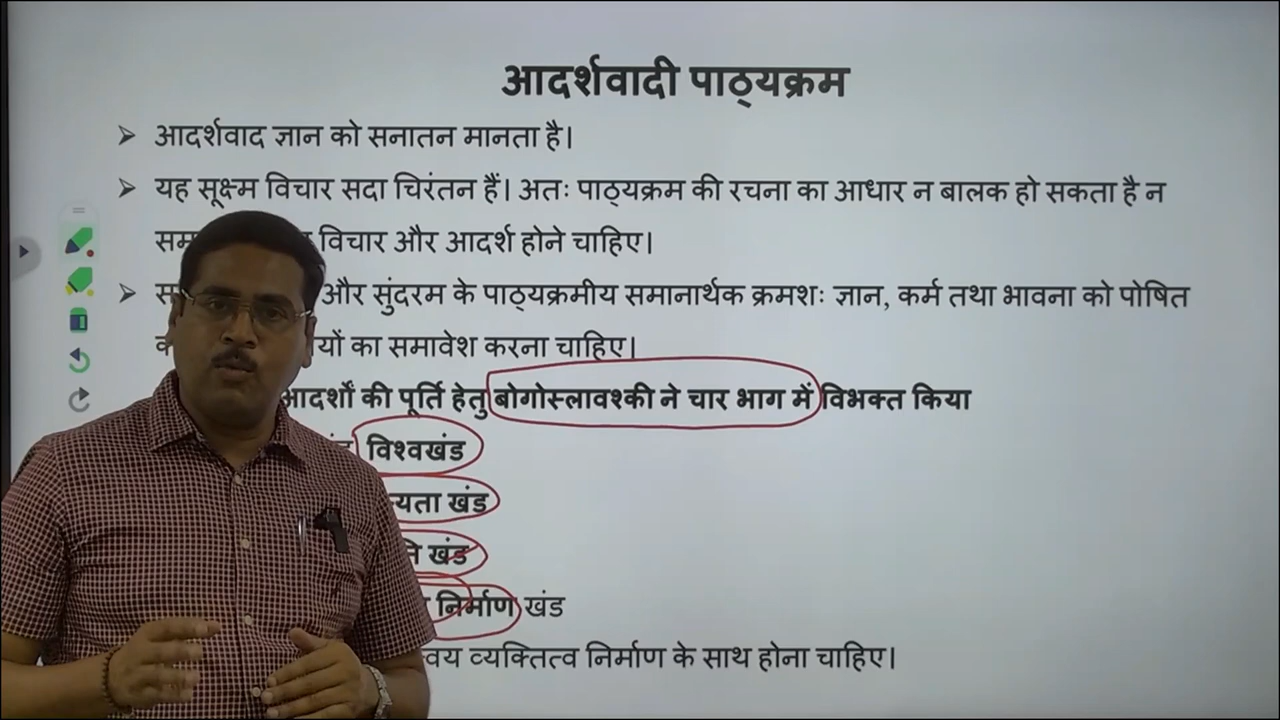 आदर्शवादी पाठ्यक्रम
आदर्शवाद ज्ञान को सनातन मानता है।
यह सूक्ष्म विचार सदा चिरंतन हैं। अतः पाठ्यक्रम की रचना का आधार न बालक हो सकता है न
विचार और आदर्श होने चाहिए।
और सुंदरम के पाठ्यक्रमीय समानार्थक क्रमशः ज्ञान, कर्म तथा भावना को पोषित
का समावेश करना चाहिए।
आदर्शों की पूर्ति हेतु बोगोस्लावश्की ने चार भाग में विभक्त किया
विश्वखंड
खंड
खंड
निर्माण खंड
व्यक्तित्व निर्माण के साथ होना चाहिए।